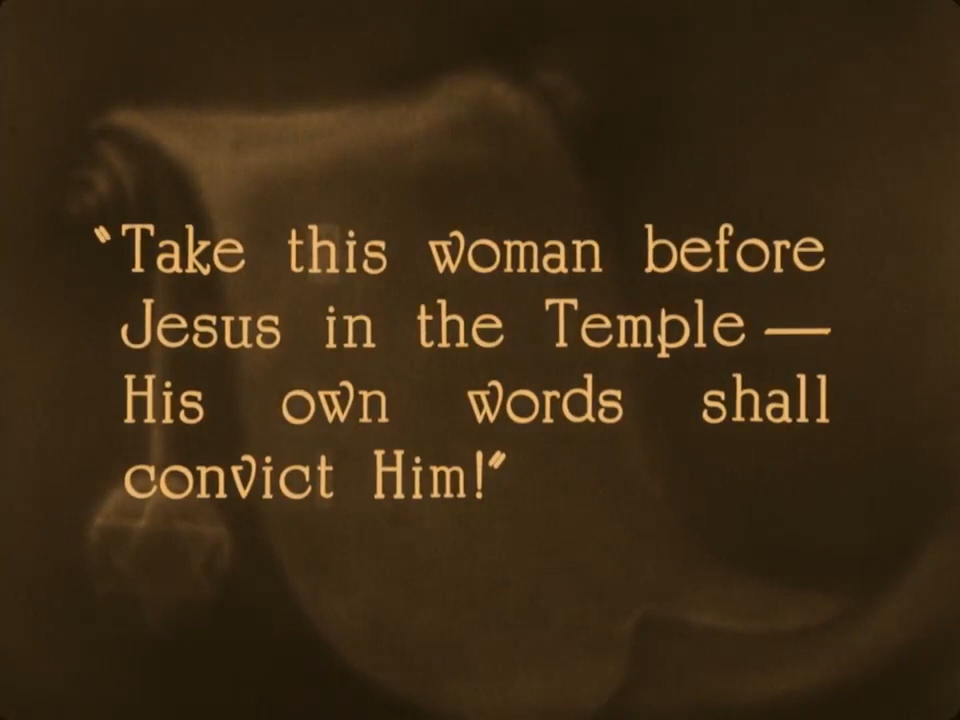 "Take this woman before
Jesus in the Temple —
His own words shall
convict Him!"